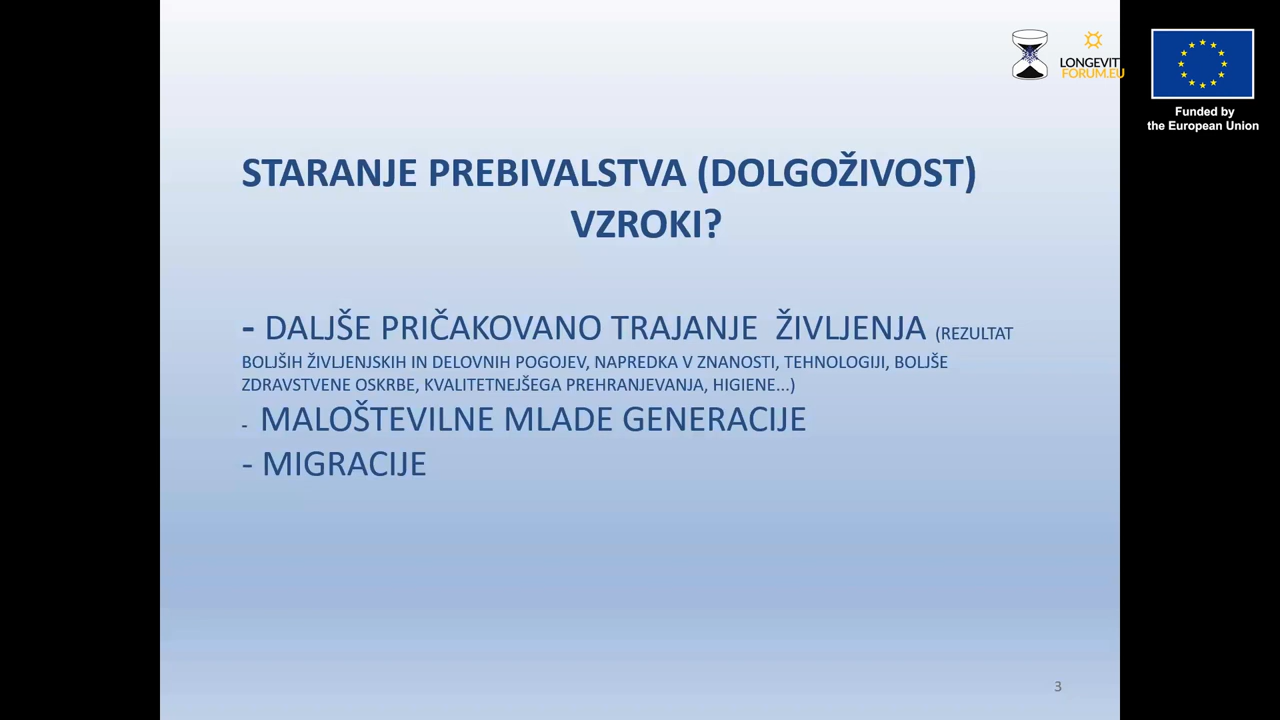 LONGEVIT
FORUM.EU
Funded by
the European Union
STARANJE PREBIVALSTVA (DOLGOŽIVOST)
VZROKI?
- DALJŠE PRIČAKOVANO TRAJANJE ŽIVLJENJA (REZULTAT
BOLJŠIH ŽIVLJENJSKIH IN DELOVNIH POGOJEV, NAPREDKA V ZNANOSTI, TEHNOLOGIJI, BOLJŠE
ZDRAVSTVENE OSKRBE, KVALITETNEJŠEGA PREHRANJEVANJA, HIGIENE...)
- MALOŠTEVILNE MLADE GENERACIJE
- MIGRACIJE
3